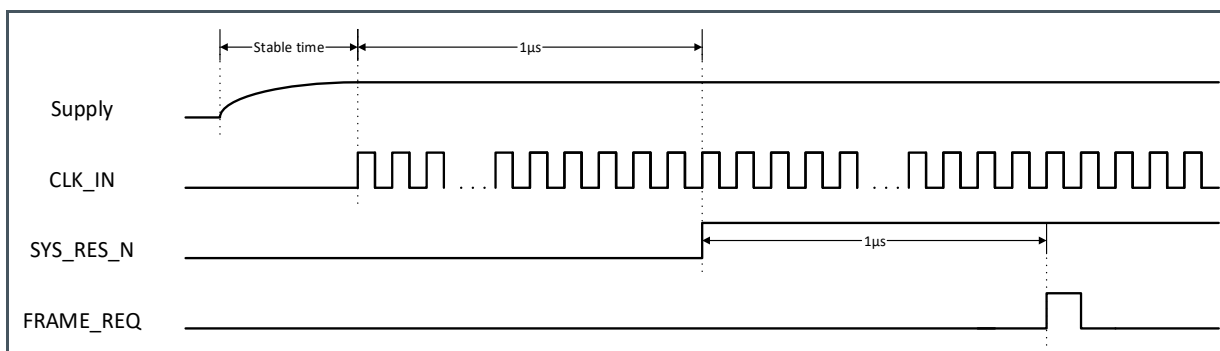 Stable time
1µs
Supply
CLK_IN
. . .
. . .
SYS_RES_N
1µs
FRAME_REQ